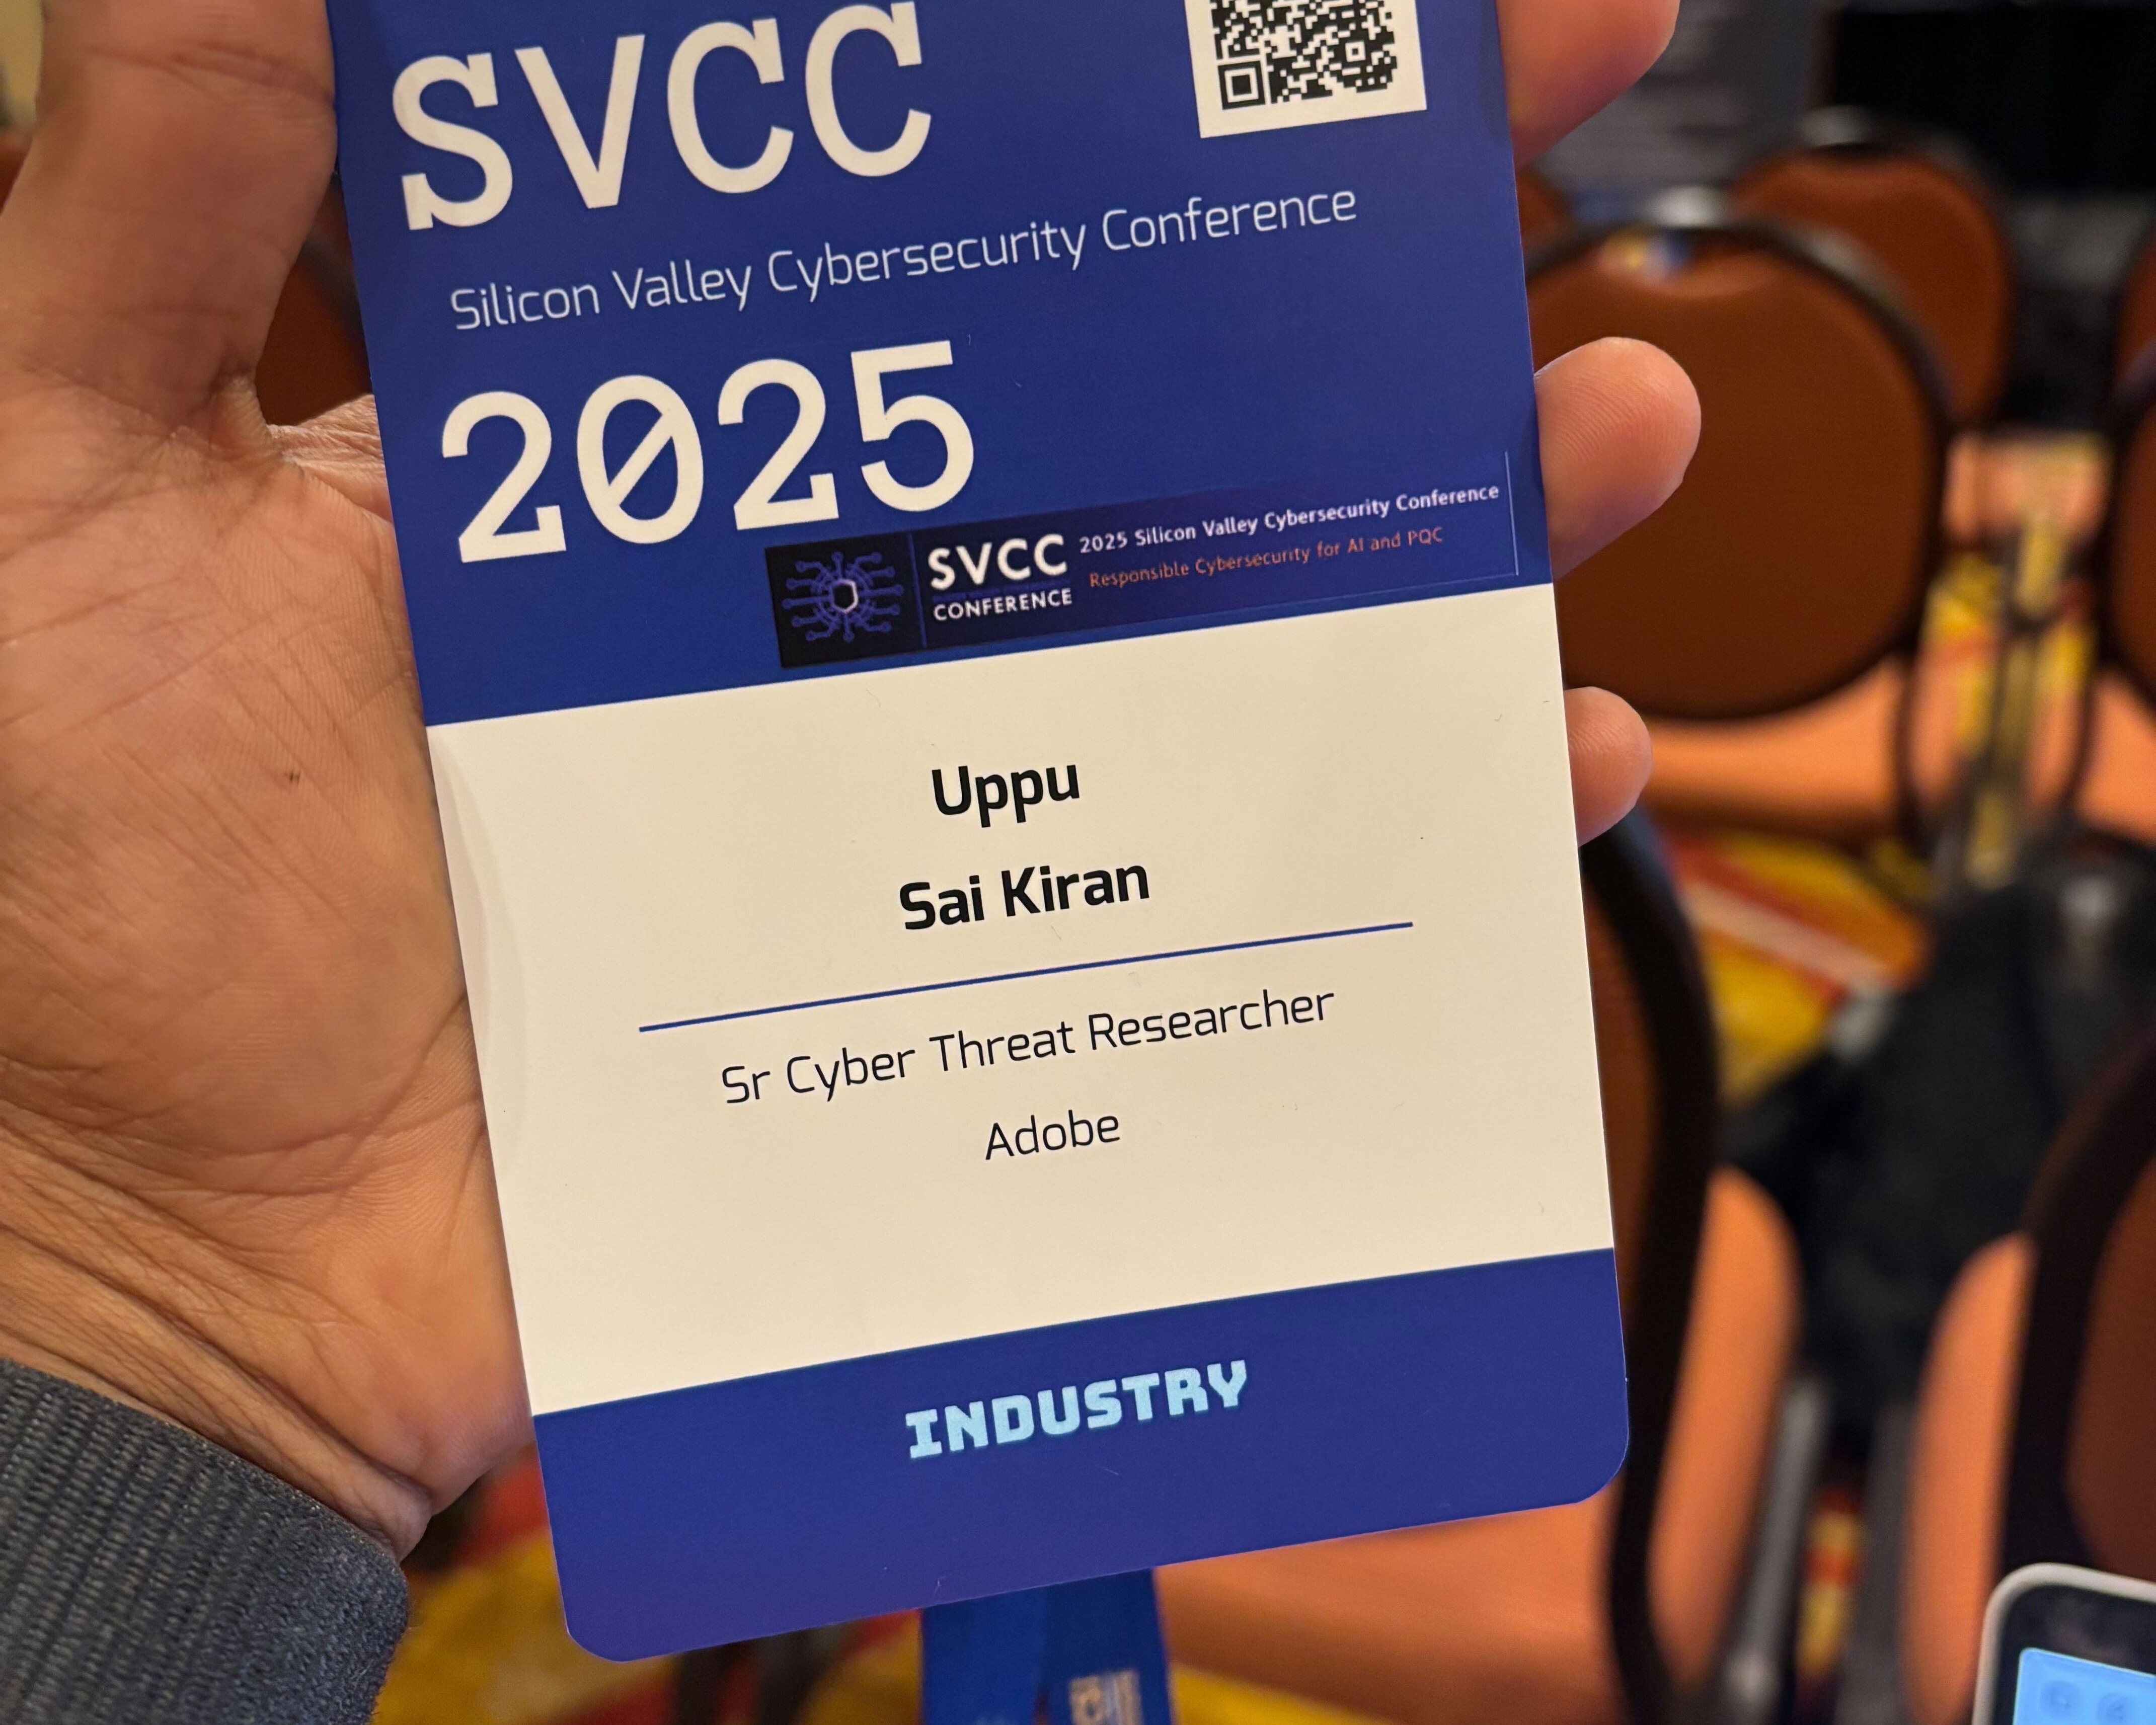 SVCC
Silicon Valley Cybersecurity Conference
2025
SVCC
CONFERENCE
2025 Silicon Valley Cybersecurity Conference
Responsible Cybersecurity for AI and PQC
Uppu
Sai Kiran
Sr Cyber Threat Researcher
Adobe
INDUSTRY